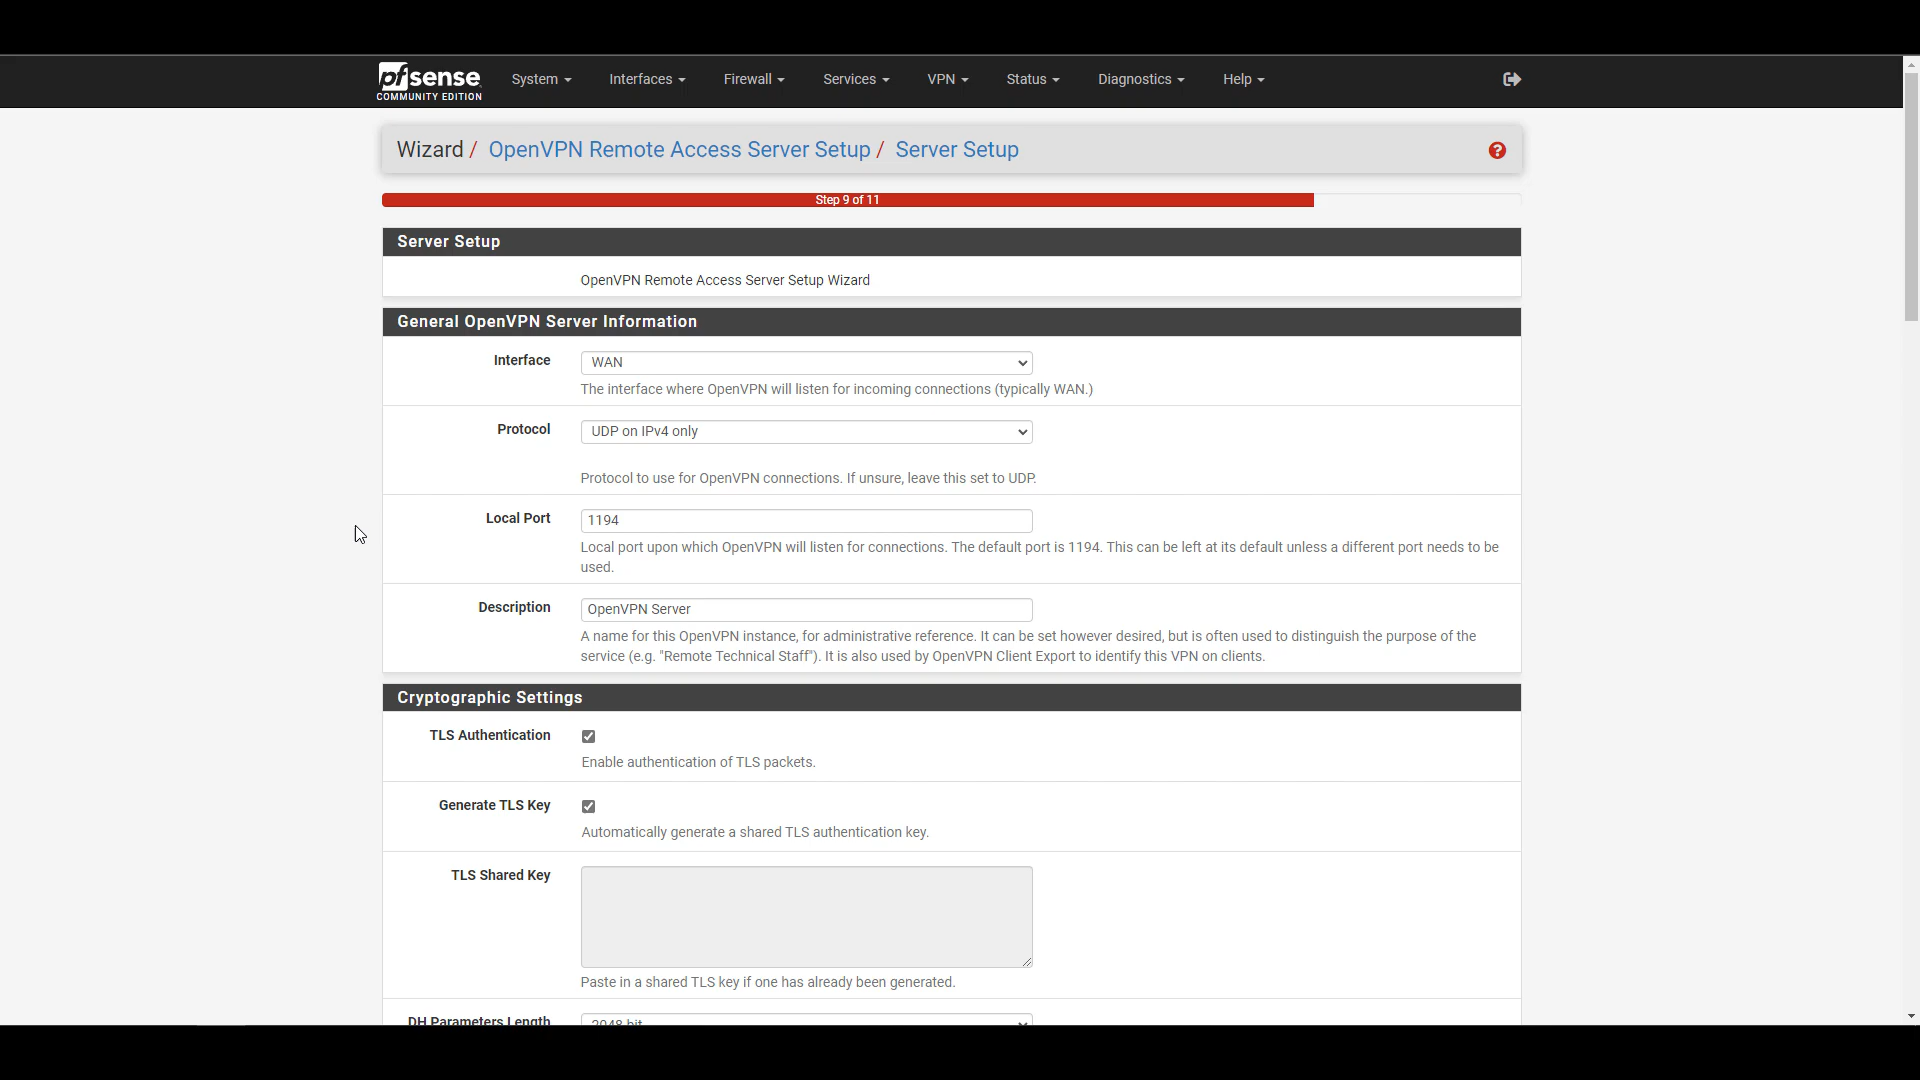 pfsense
COMMUNITY EDITION
System Interfaces Firewall Services VPN Status Diagnostics Help
Wizard / OpenVPN Remote Access Server Setup / Server Setup
Step 9 of 11
Server Setup
OpenVPN Remote Access Server Setup Wizard
General OpenVPN Server Information
Interface WAN
The interface where OpenVPN will listen for incoming connections (typically WAN.)
Protocol UDP on IPv4 only
Protocol to use for OpenVPN connections. If unsure, leave this set to UDP.
Local Port 1194
Local port upon which OpenVPN will listen for connections. The default port is 1194. This can be left at its default unless a different port needs to be
used.
Description OpenVPN Server
A name for this OpenVPN instance, for administrative reference. It can be set however desired, but is often used to distinguish the purpose of the
service (e.g. "Remote Technical Staff"). It is also used by OpenVPN Client Export to identify this VPN on clients.
Cryptographic Settings
TLS Authentication
Enable authentication of TLS packets.
Generate TLS Key
Automatically generate a shared TLS authentication key.
TLS Shared Key
Paste in a shared TLS key if one has already been generated.
DH Parameters Length 2048 bit